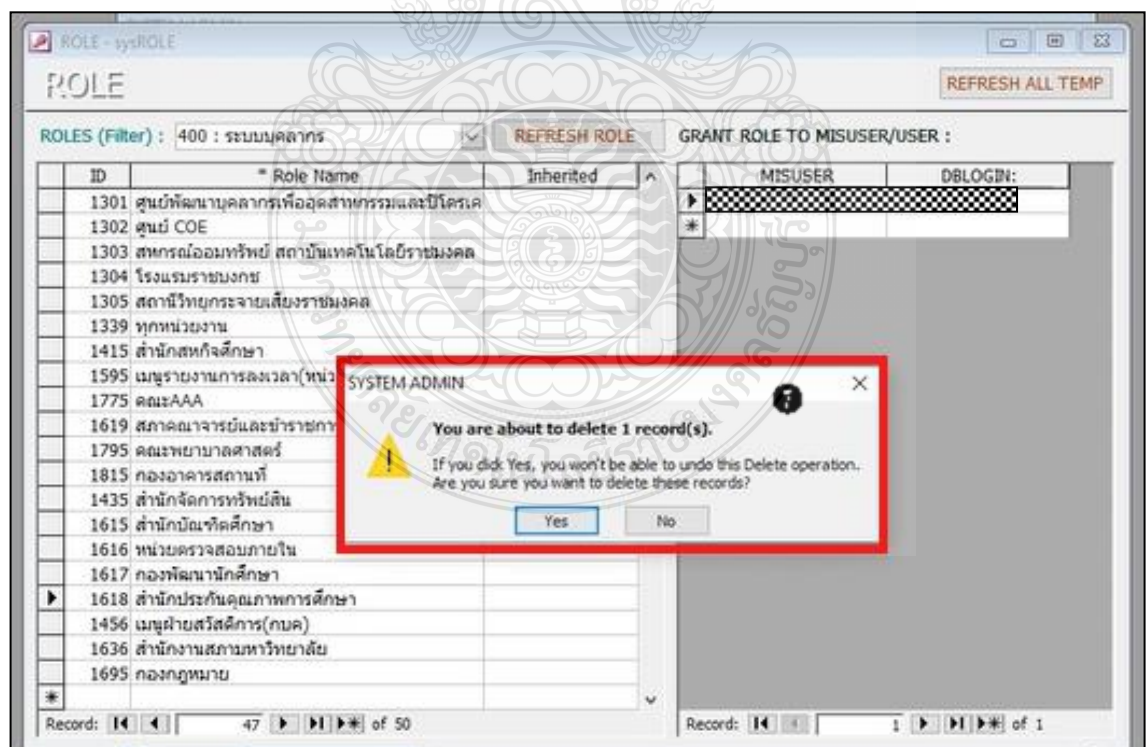 ROLE - sysROLE
ROLE
REFRESH ALL TEMP
ROLES (Filter) : 400 : ระบบบุคลากร
REFRESH ROLE
GRANT ROLE TO MISUSER/USER :
ID * Role Name Inherited
1301 ศูนย์พัฒนาบุคลากรเพื่ออุตสาหกรรมและปิโตรเค
1302 ศูนย์ COE
1303 สหกรณ์ออมทรัพย์ สถาบันเทคโนโลยีราชมงคล
1304 โรงแรมราชมงกช
1305 สถานีวิทยุกระจายเสียงราชมงคล
1339 ทุกหน่วยงาน
1415 สำนักสหกิจศึกษา
1595 เมนูรายงานการลงเวลา(หน่ว
1775 คณะAAA
1619 สภาคณาจารย์และข้าราชกา
1795 คณะพยาบาลศาสตร์
1815 กองอาคารสถานที่
1435 สำนักจัดการทรัพย์สิน
1615 สำนักบัณฑิตศึกษา
1616 หน่วยตรวจสอบภายใน
1617 กองพัฒนานักศึกษา
1618 สำนักประกันคุณภาพการศึกษา
1456 เมนูฝ่ายสวัสดิการ(กบค)
1636 สำนักงานสภามหาวิทยาลัย
1695 กองกฎหมาย
Record: 47 of 50
MISUSER DBLOGIN:
Record: 1 of 1
SYSTEM ADMIN
You are about to delete 1 record(s).
If you click Yes, you won't be able to undo this Delete operation.
Are you sure you want to delete these records?
Yes No